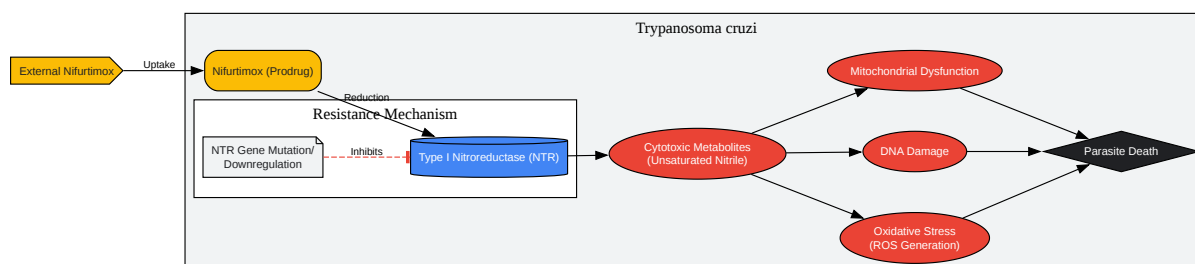 Trypanosoma cruzi
External Nifurtimox
Uptake
Nifurtimox (Prodrug)
Reduction
Resistance Mechanism
NTR Gene Mutation/
Downregulation
Inhibits
Type I Nitroreductase (NTR)
Cytotoxic Metabolites
(Unsaturated Nitrile)
Mitochondrial Dysfunction
DNA Damage
Oxidative Stress
(ROS Generation)
Parasite Death